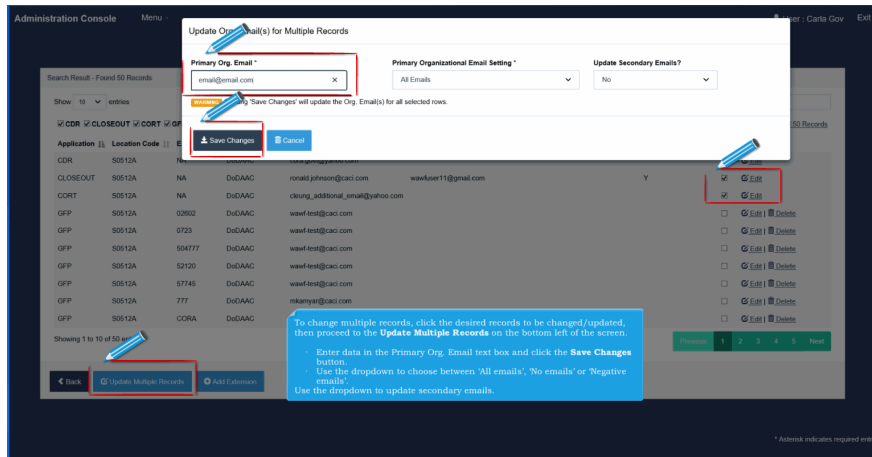 Administration Console Menu User : Carla Gov Exit
Update Org. Email(s) for Multiple Records
Primary Org. Email * Primary Organizational Email Setting * Update Secondary Emails?
email@email.com × All Emails No
WARNING 'Save Changes' will update the Org. Email(s) for all selected rows.
Save Changes Cancel
Search Result - Found 50 Records
Show 10 entries
CDR CLOSEOUT CORT 50 Records
Application Location Code
CDR S0512A NA DoDAAC Edit
CLOSEOUT S0512A NA DoDAAC ronald.johnson@caci.com wawfuser11@gmail.com Y Edit
CORT S0512A NA DoDAAC cleung_additional_email@yahoo.com Edit
GFP S0512A 02602 DoDAAC wawf-test@caci.com Edit | Delete
GFP S0512A 0723 DoDAAC wawf-test@caci.com Edit | Delete
GFP S0512A 504777 DoDAAC wawf-test@caci.com Edit | Delete
GFP S0512A 52120 DoDAAC wawf-test@caci.com Edit | Delete
GFP S0512A 57745 DoDAAC wawf-test@caci.com Edit | Delete
GFP S0512A 777 DoDAAC mkamyar@caci.com Edit | Delete
GFP S0512A CORA DoDAAC Edit | Delete
To change multiple records, click the desired records to be changed/updated,
then proceed to the Update Multiple Records on the bottom left of the screen.
· Enter data in the Primary Org. Email text box and click the Save Changes
button.
· Use the dropdown to choose between 'All emails', 'No emails' or 'Negative
emails'.
Use the dropdown to update secondary emails.
Showing 1 to 10 of 50 Previous 1 2 3 4 5 Next
Back Update Multiple Records Add Extension
* Asterisk indicates required